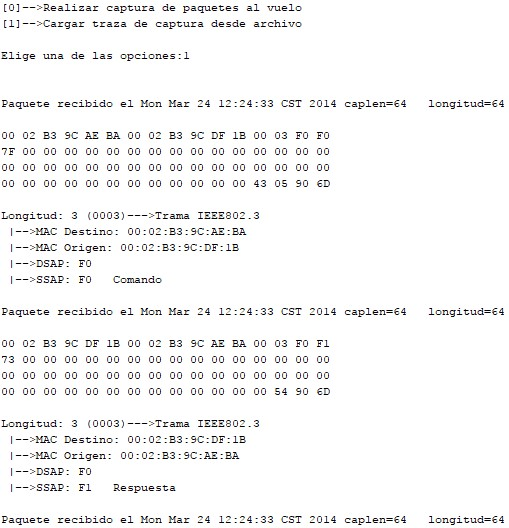 [0]-->Realizar captura de paquetes al vuelo
[1]-->Cargar traza de captura desde archivo
Elige una de las opciones:1
Paquete recibido el Mon Mar 24 12:24:33 CST 2014 caplen=64   longitud=64
00 02 B3 9C AE BA 00 02 B3 9C DF 1B 00 03 F0 F0
7F 00 00 00 00 00 00 00 00 00 00 00 00 00 00 00
00 00 00 00 00 00 00 00 00 00 00 00 00 00 00 00
00 00 00 00 00 00 00 00 00 00 00 00 43 05 90 6D
Longitud: 3 (0003)--->Trama IEEE802.3
|-->MAC Destino: 00:02:B3:9C:AE:BA
|-->MAC Origen: 00:02:B3:9C:DF:1B
|-->DSAP: F0
|-->SSAP: F0   Comando
Paquete recibido el Mon Mar 24 12:24:33 CST 2014 caplen=64   longitud=64
00 02 B3 9C DF 1B 00 02 B3 9C AE BA 00 03 F0 F1
73 00 00 00 00 00 00 00 00 00 00 00 00 00 00 00
00 00 00 00 00 00 00 00 00 00 00 00 00 00 00 00
00 00 00 00 00 00 00 00 00 00 00 00 00 54 90 6D
Longitud: 3 (0003)--->Trama IEEE802.3
|-->MAC Destino: 00:02:B3:9C:DF:1B
|-->MAC Origen: 00:02:B3:9C:AE:BA
|-->DSAP: F0
|-->SSAP: F1   Respuesta
Paquete recibido el Mon Mar 24 12:24:33 CST 2014 caplen=64   longitud=64